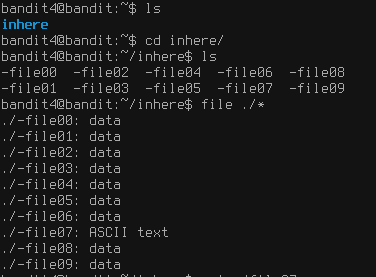 bandit4@bandit:~$ ls
inhere
bandit4@bandit:~$ cd inhere/
bandit4@bandit:~/inhere$ ls
-file00  -file02  -file04  -file06  -file08
-file01  -file03  -file05  -file07  -file09
bandit4@bandit:~/inhere$ file ./*
./-file00: data
./-file01: data
./-file02: data
./-file03: data
./-file04: data
./-file05: data
./-file06: data
./-file07: ASCII text
./-file08: data
./-file09: data